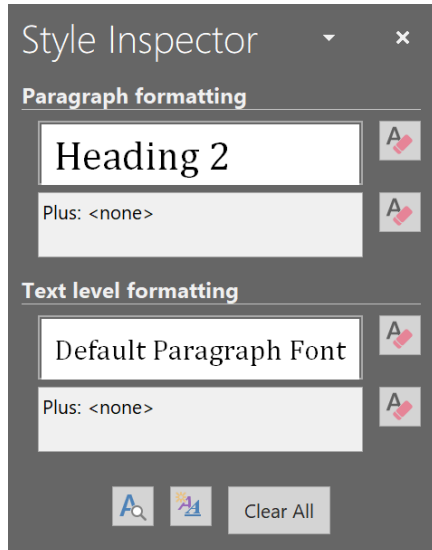 Style Inspector
Paragraph formatting
Heading 2
Plus: <none>
Text level formatting
Default Paragraph Font
Plus: <none>
Clear All